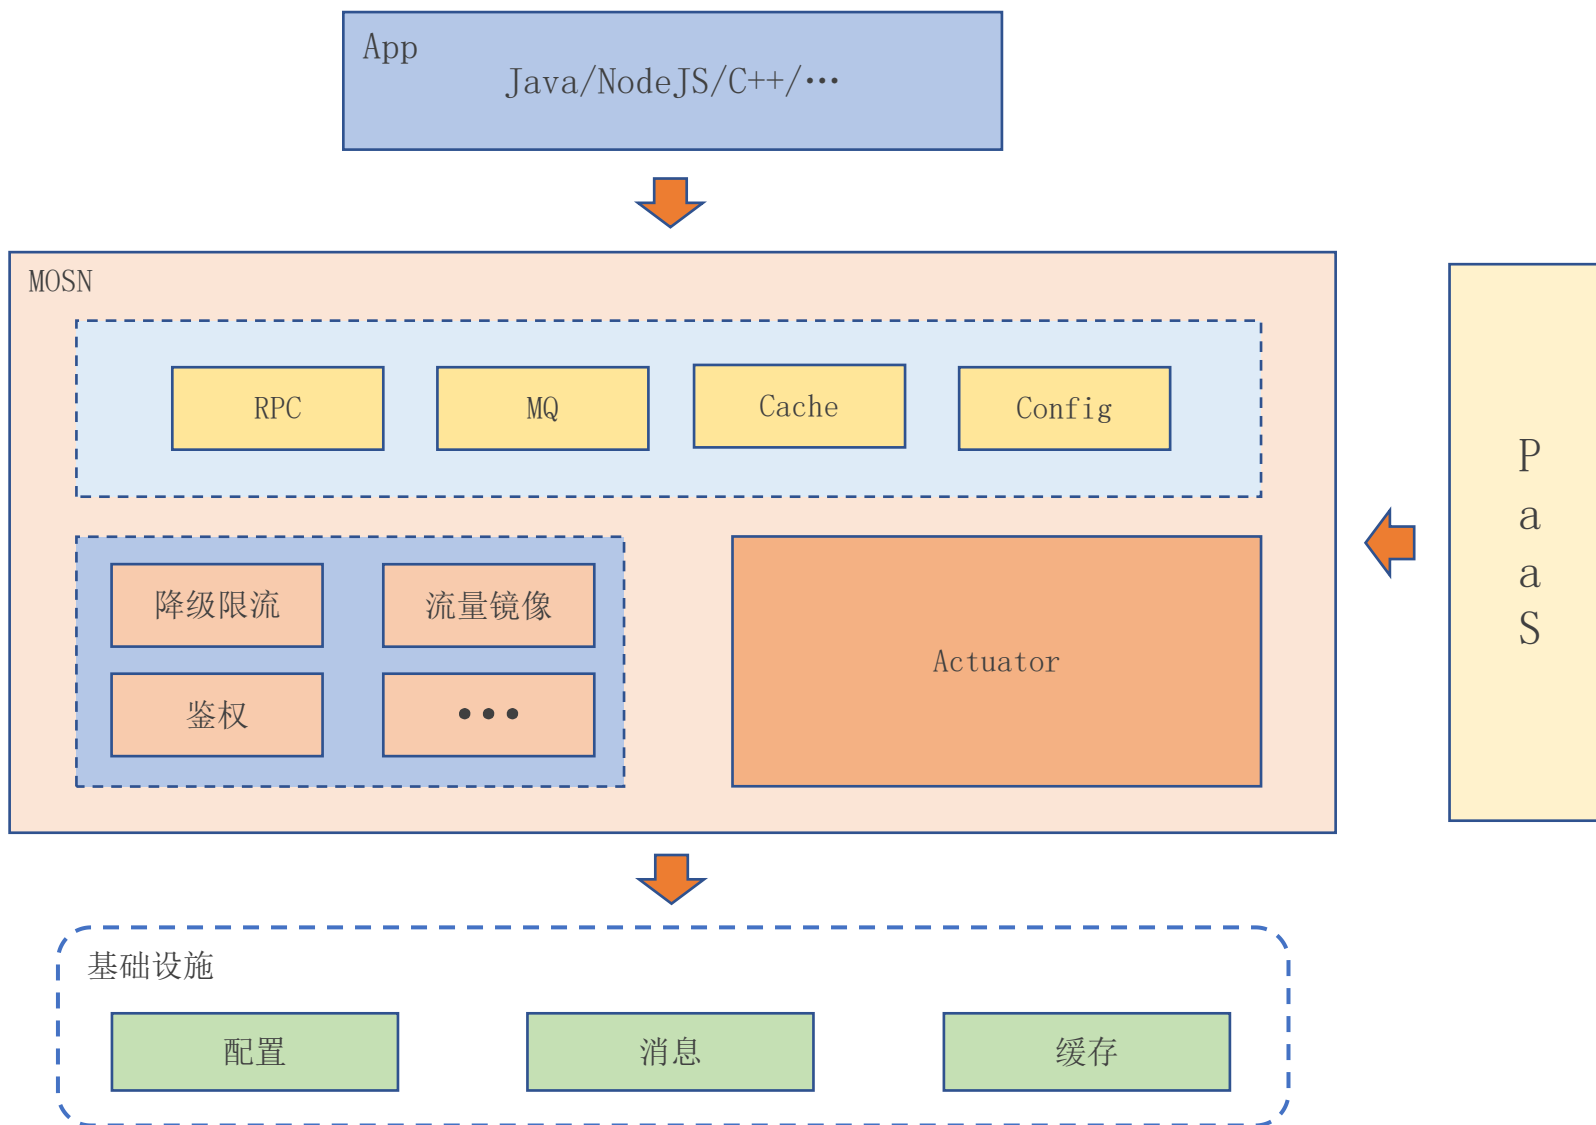 App
Java/NodeJS/C++/…
MOSN
RPC
MQ
Cache
Config
降级限流
流量镜像
鉴权
•••
Actuator
PaaS
基础设施
配置
消息
缓存